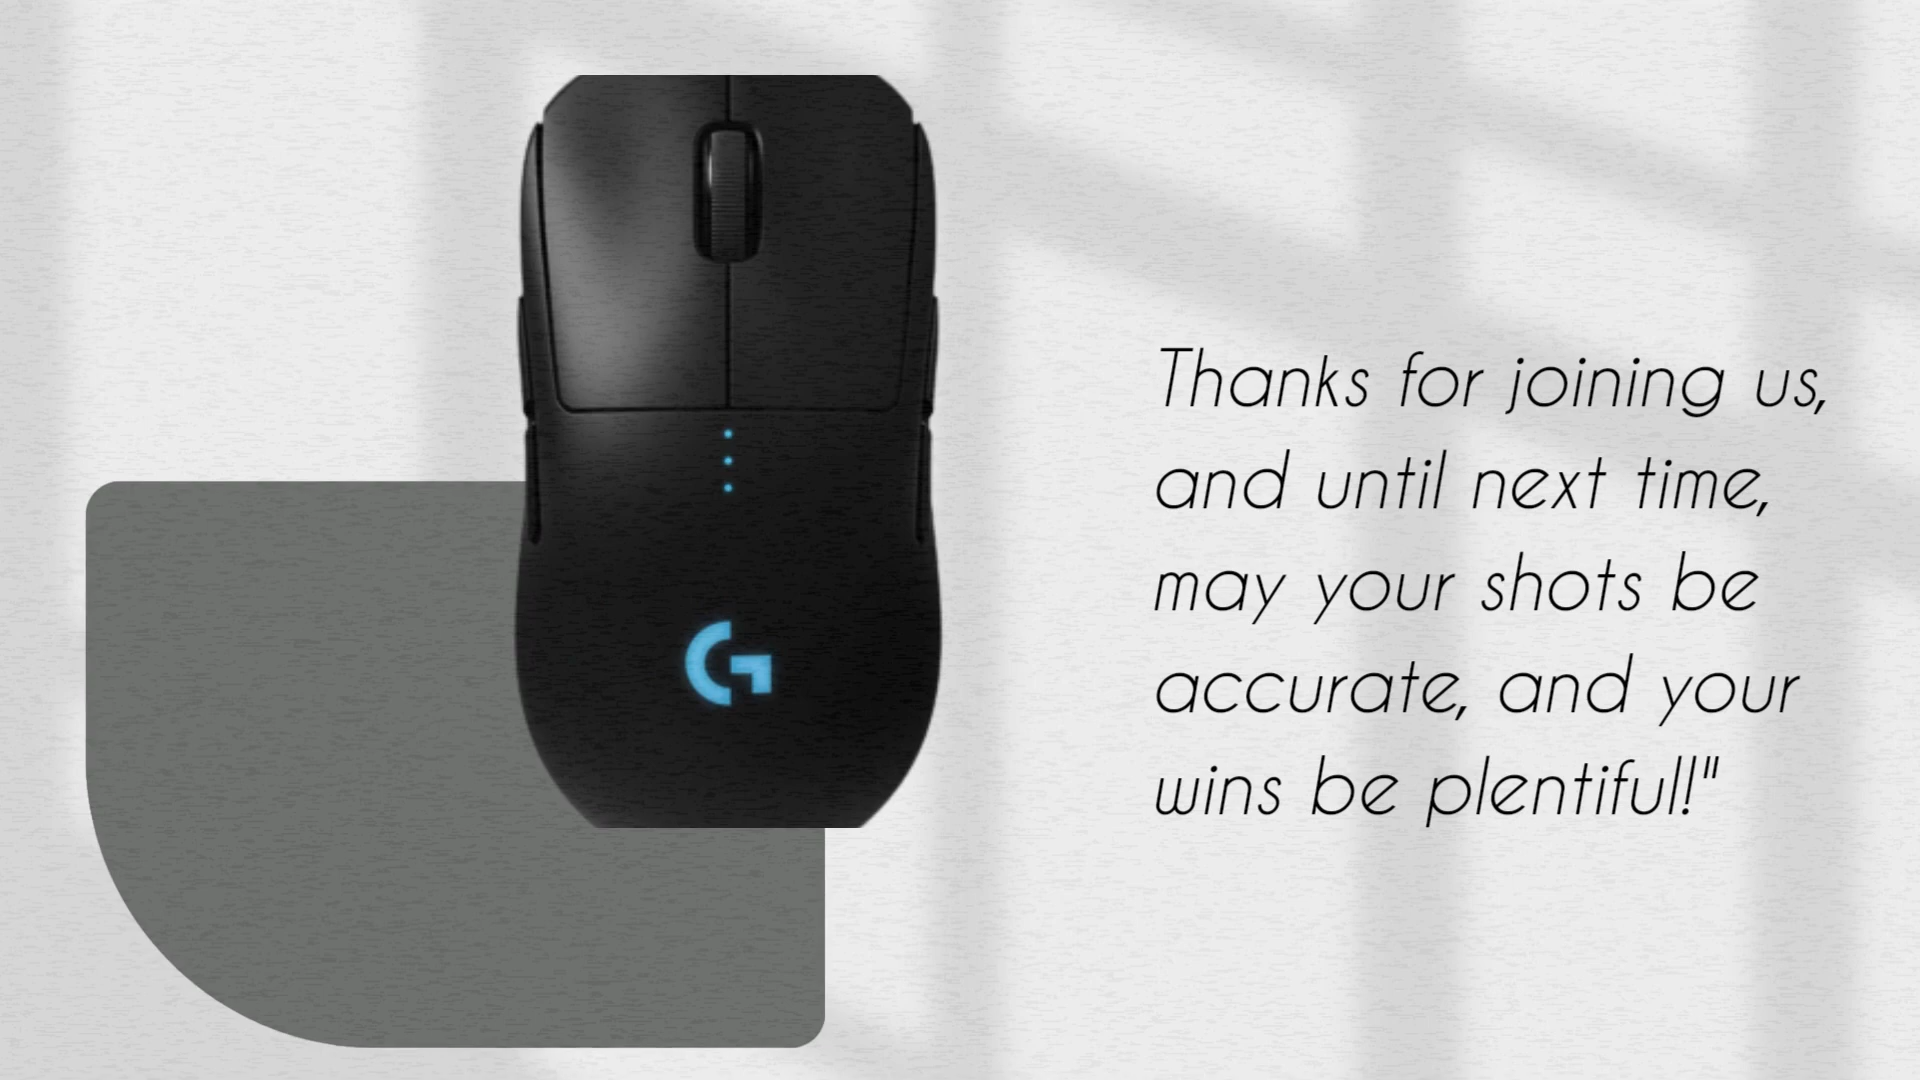 Thanks for joining us,
and until next time,
may your shots be
accurate, and your
wins be plentiful!"